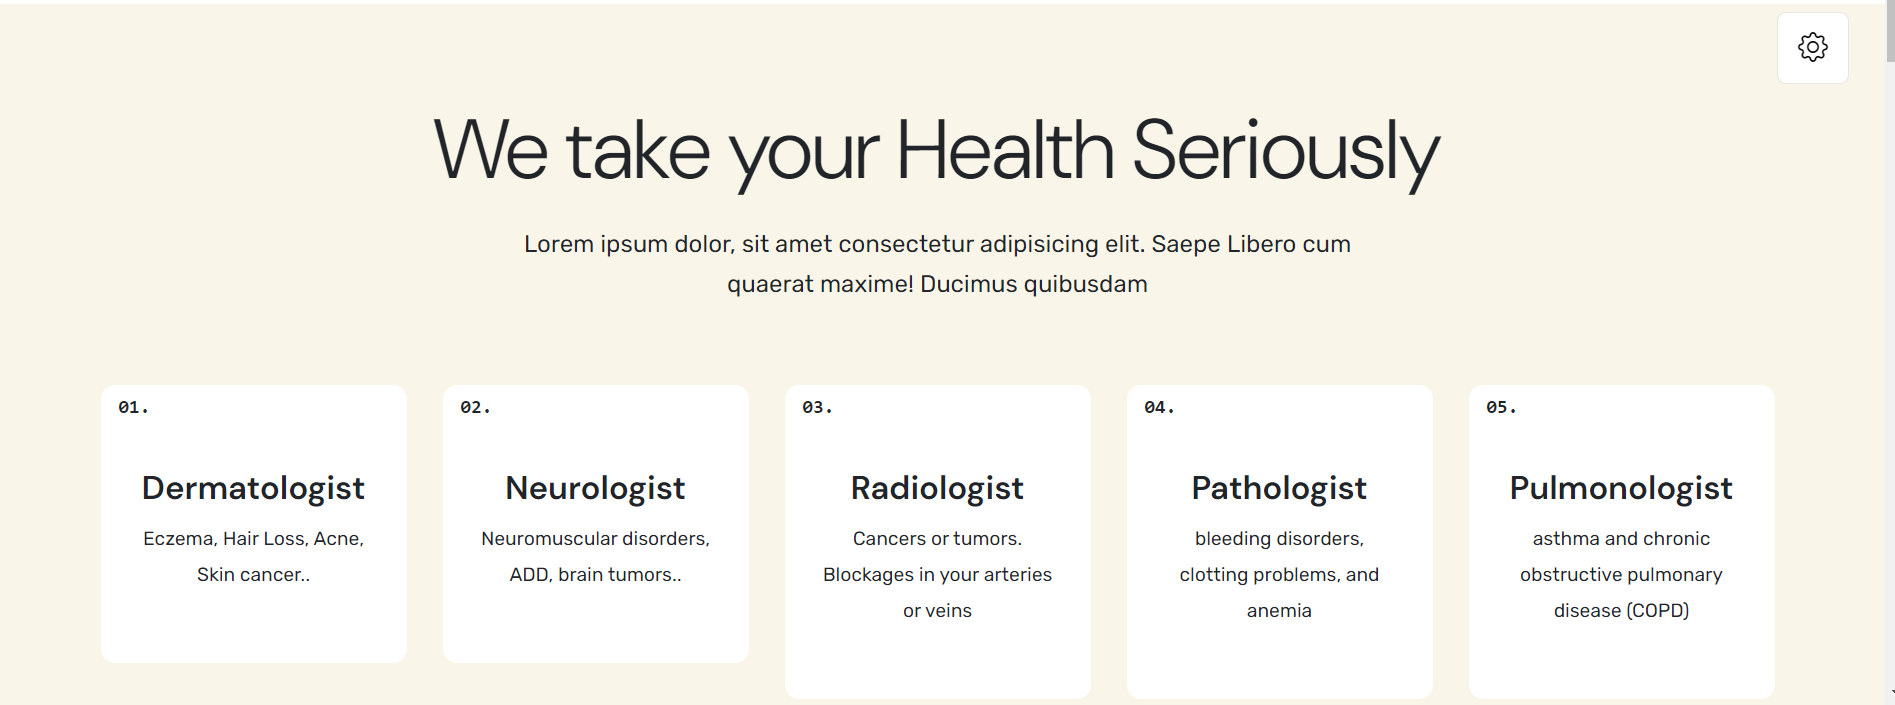 We take your Health Seriously
Lorem ipsum dolor, sit amet consectetur adipisicing elit. Saepe Libero cum
quaerat maxime! Ducimus quibusdam
01.
Dermatologist
Eczema, Hair Loss, Acne,
Skin cancer..
02.
Neurologist
Neuromuscular disorders,
ADD, brain tumors..
03.
Radiologist
Cancers or tumors.
Blockages in your arteries
or veins
04.
Pathologist
bleeding disorders,
clotting problems, and
anemia
05.
Pulmonologist
asthma and chronic
obstructive pulmonary
disease (COPD)